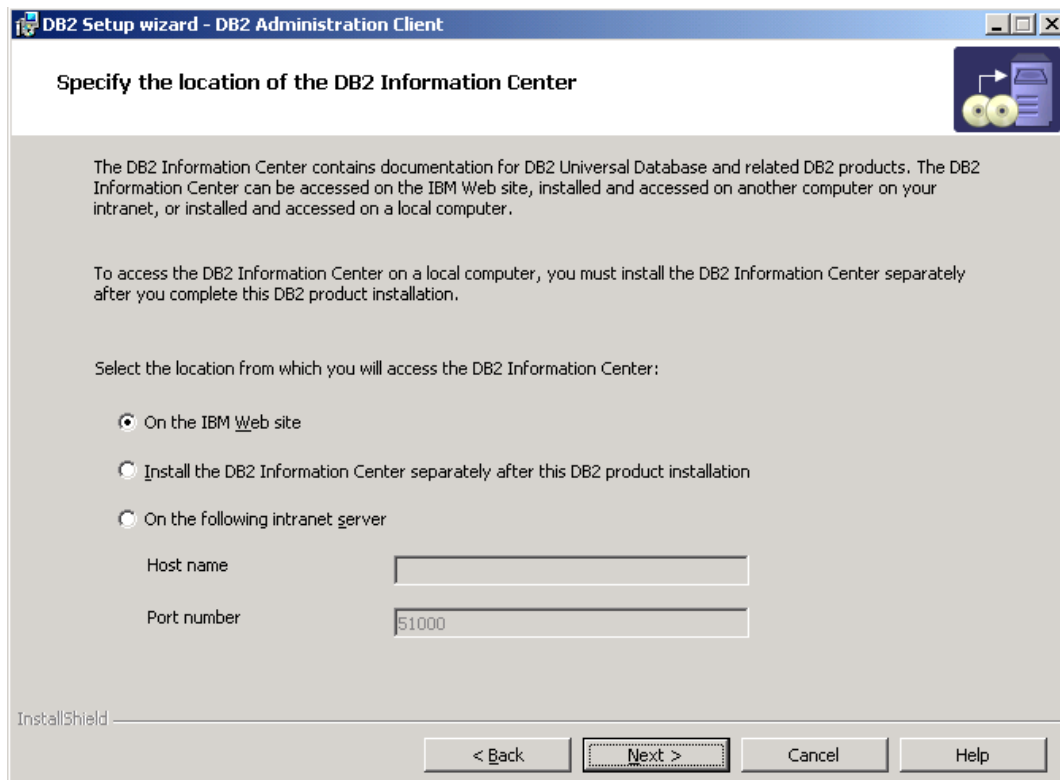 DB2 Setup wizard - DB2 Administration Client
Specify the location of the DB2 Information Center
The DB2 Information Center contains documentation for DB2 Universal Database and related DB2 products. The DB2
Information Center can be accessed on the IBM Web site, installed and accessed on another computer on your
intranet, or installed and accessed on a local computer.
To access the DB2 Information Center on a local computer, you must install the DB2 Information Center separately
after you complete this DB2 product installation.
Select the location from which you will access the DB2 Information Center:
On the IBM Web site
Install the DB2 Information Center separately after this DB2 product installation
On the following intranet server
Host name
Port number
51000
InstallShield
< Back
Next >
Cancel
Help